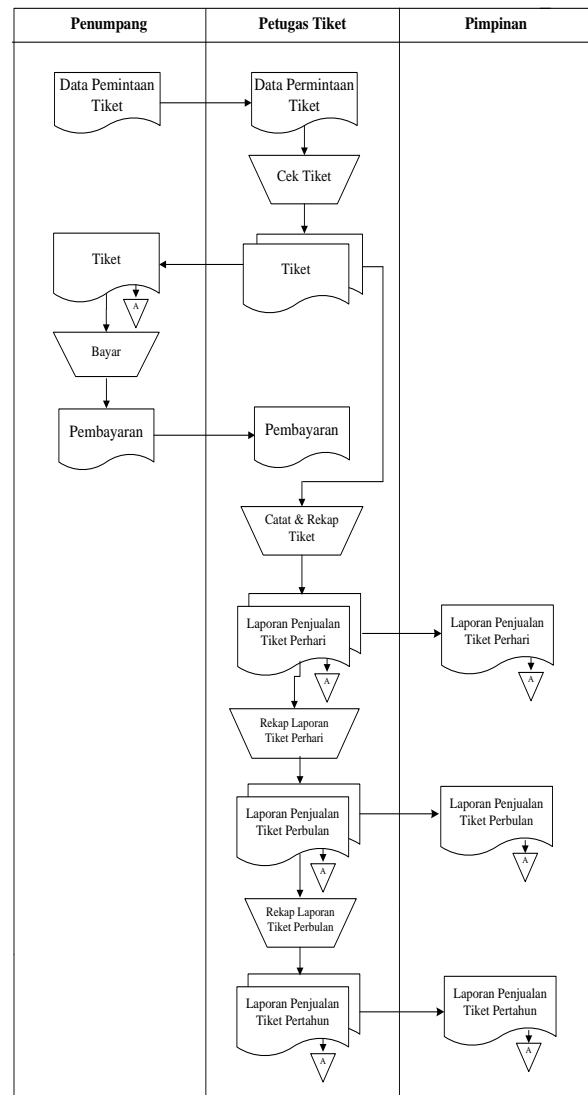 Penumpang
Petugas Tiket
Pimpinan
Data Pemintaan
Tiket
Data Permintaan
Tiket
Cek Tiket
Tiket
A
Tiket
Bayar
Pembayaran
Pembayaran
Catat & Rekap
Tiket
Laporan Penjualan
Tiket Perhari
A
Laporan Penjualan
Tiket Perhari
A
Rekap Laporan
Tiket Perhari
Laporan Penjualan
Tiket Perbulan
A
Laporan Penjualan
Tiket Perbulan
A
Rekap Laporan
Tiket Perbulan
Laporan Penjualan
Tiket Pertahun
A
Laporan Penjualan
Tiket Pertahun
A